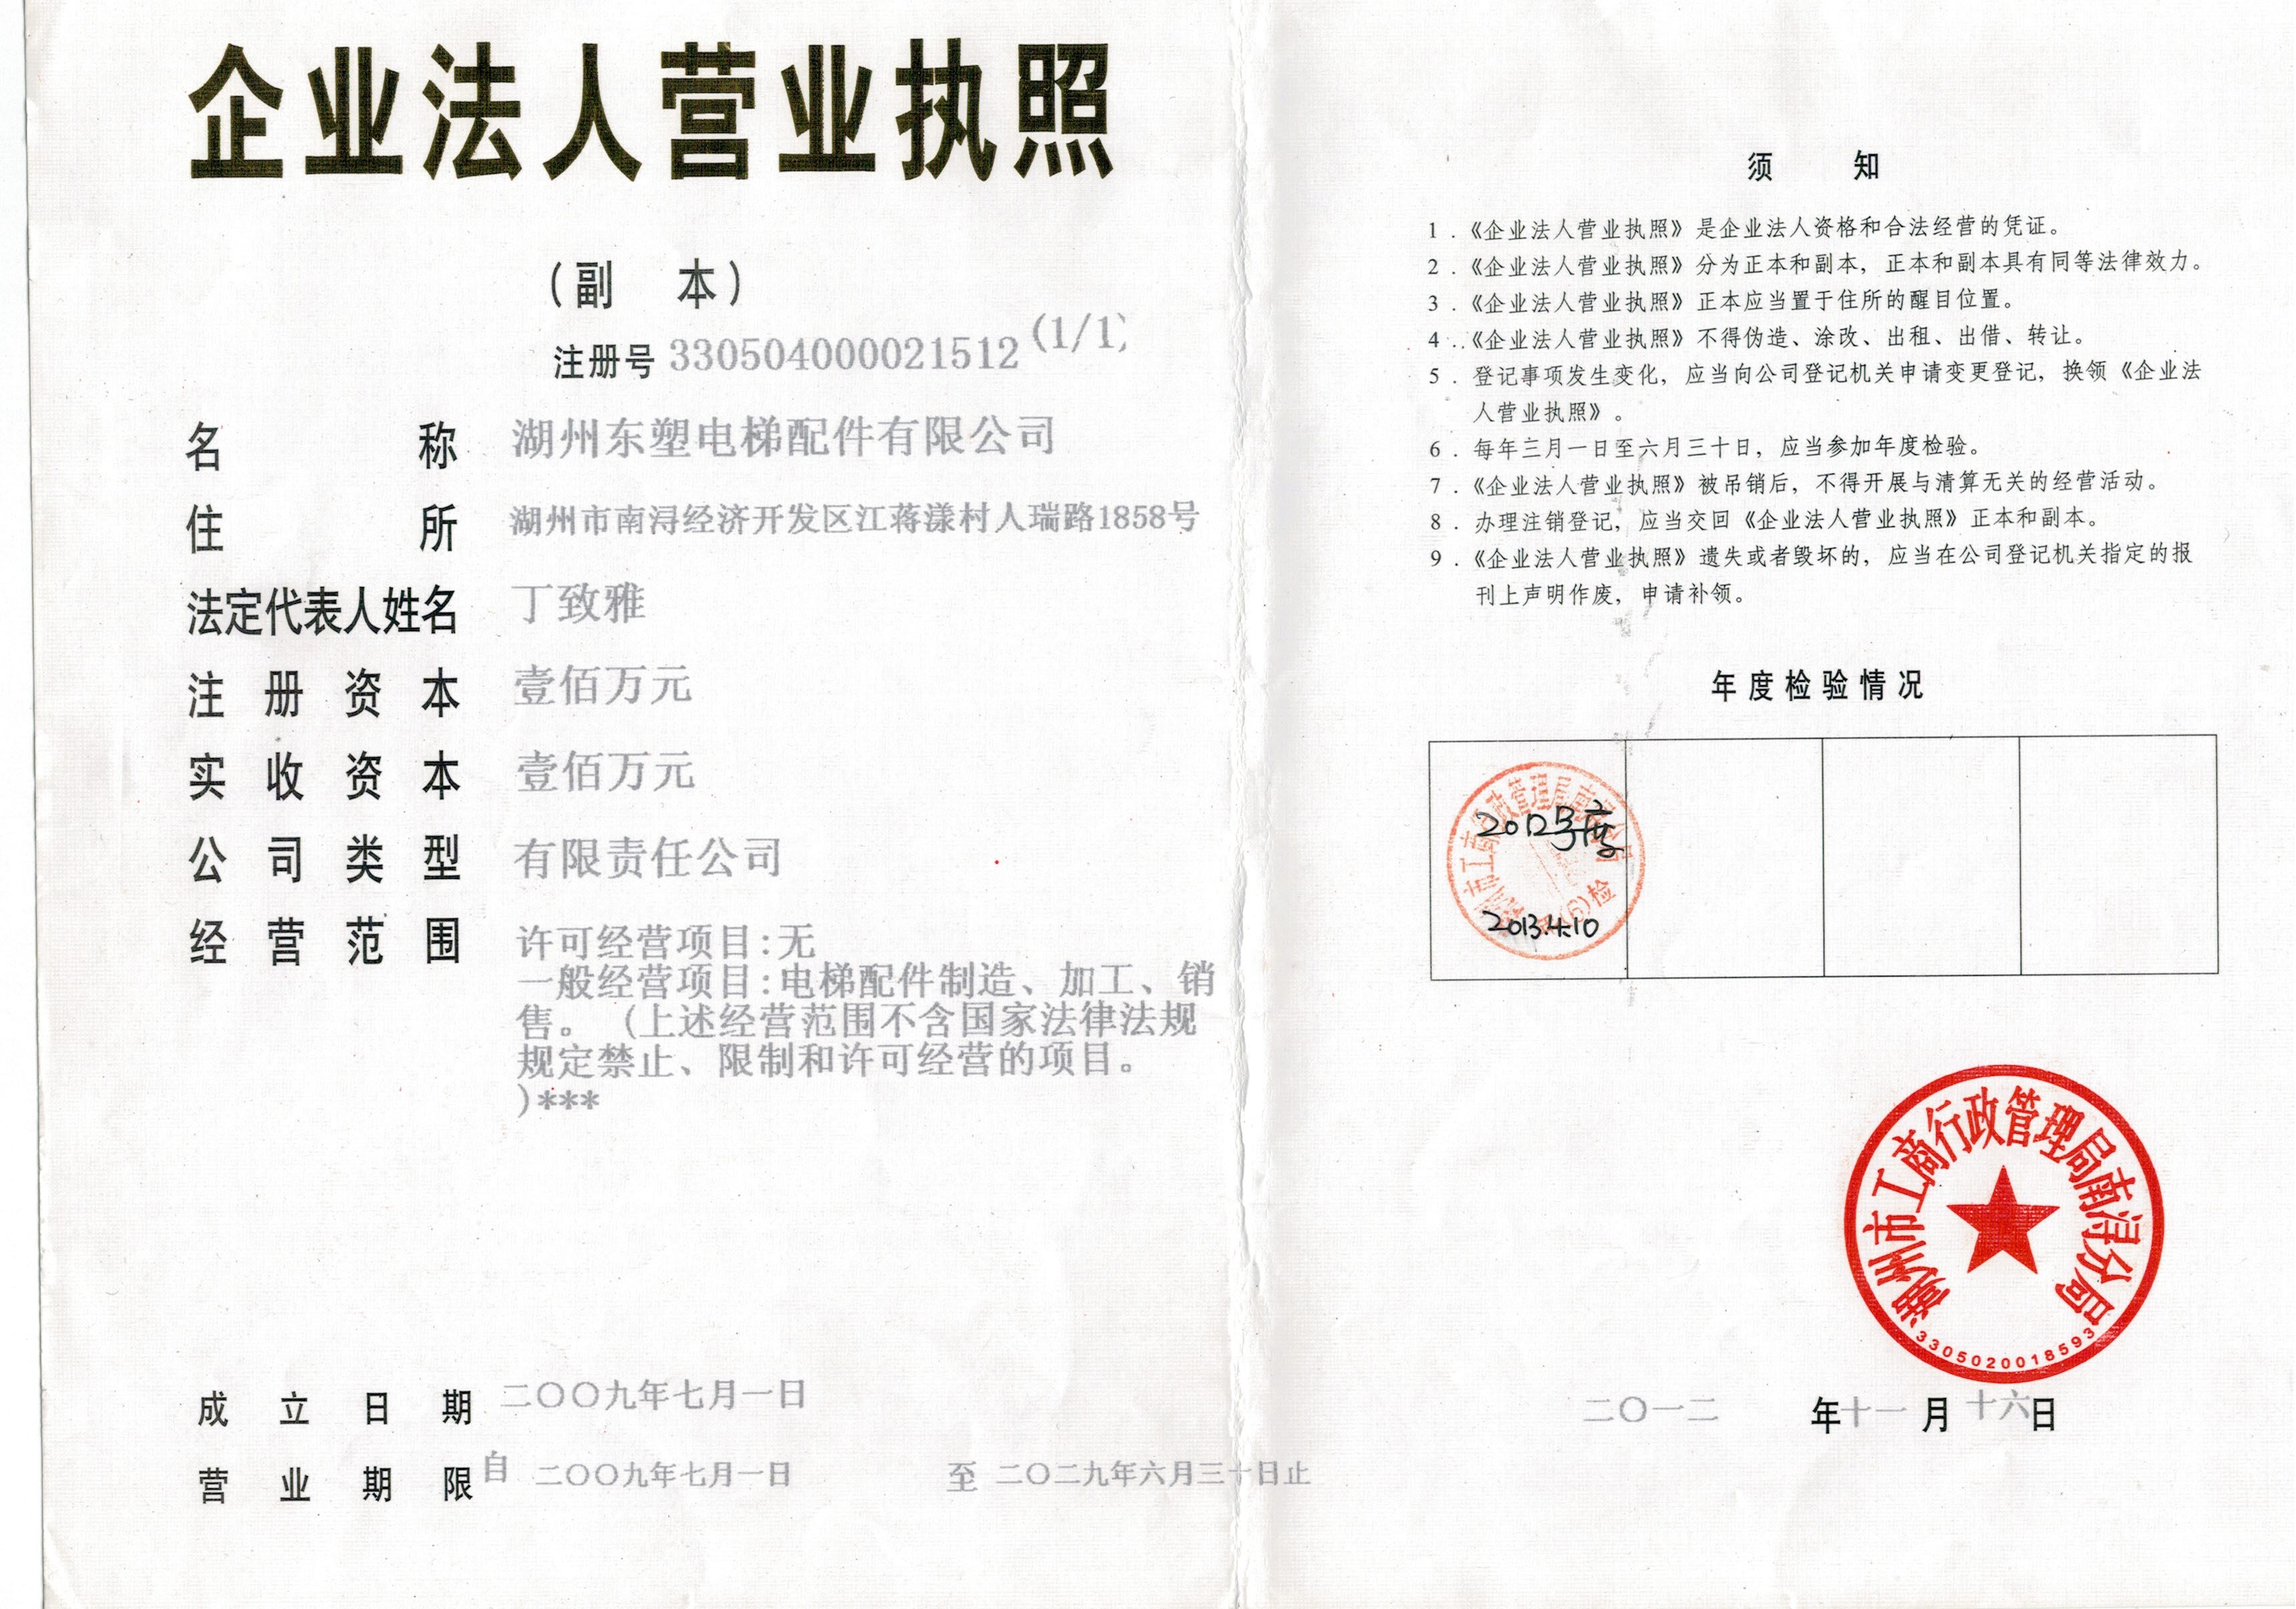 企业法人营业执照
（副 本）
注册号 330504000021512 (1/1)
名 称 湖州东塑电梯配件有限公司
住 所 湖州市南浔经济开发区江蒋漾村人瑞路1858号
法定代表人姓名 丁致雅
注 册 资 本 壹佰万元
实 收 资 本 壹佰万元
公 司 类 型 有限责任公司
经 营 范 围 许可经营项目:无
一般经营项目:电梯配件制造、加工、销
售。 (上述经营范围不含国家法律法规
规定禁止、限制和许可经营的项目。
)***
成 立 日 期 二〇〇九年七月一日
营 业 期 限 自 二〇〇九年七月一日 至 二〇二九年六月三十日止
须 知
1．《企业法人营业执照》是企业法人资格和合法经营的凭证。
2．《企业法人营业执照》分为正本和副本，正本和副本具有同等法律效力。
3．《企业法人营业执照》正本应当置于住所的醒目位置。
4．《企业法人营业执照》不得伪造、涂改、出租、出借、转让。
5．登记事项发生变化，应当向公司登记机关申请变更登记，换领《企业法
人营业执照》。
6．每年三月一日至六月三十日，应当参加年度检验。
7．《企业法人营业执照》被吊销后，不得开展与清算无关的经营活动。
8．办理注销登记，应当交回《企业法人营业执照》正本和副本。
9．《企业法人营业执照》遗失或者毁坏的，应当在公司登记机关指定的报
刊上声明作废，申请补领。
年度检验情况
2012年度
2013.4.10
湖州市工商行政管理局南浔分局
3305020018593
二〇一二 年十一月十六日